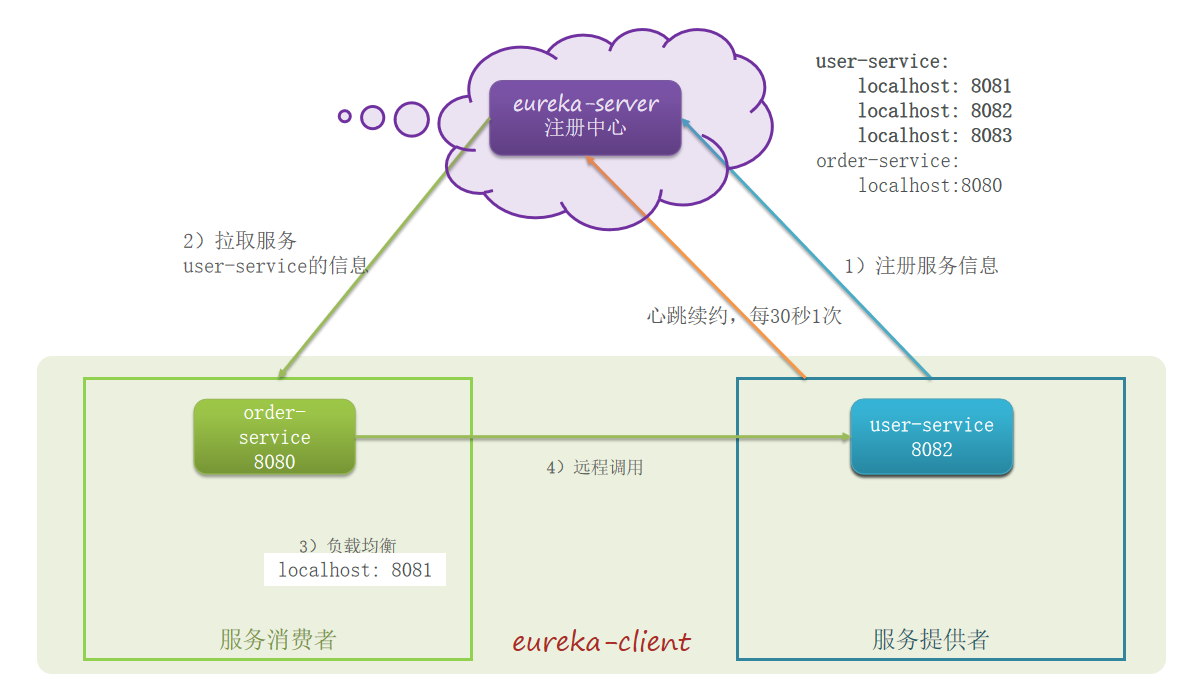 eureka-server
注册中心
user-service:
localhost: 8081
localhost: 8082
localhost: 8083
order-service:
localhost:8080
2）拉取服务
user-service的信息
1）注册服务信息
心跳续约，每30秒1次
order-
service
8080
user-service
8082
4）远程调用
3）负载均衡
localhost: 8081
服务消费者
eureka-client
服务提供者